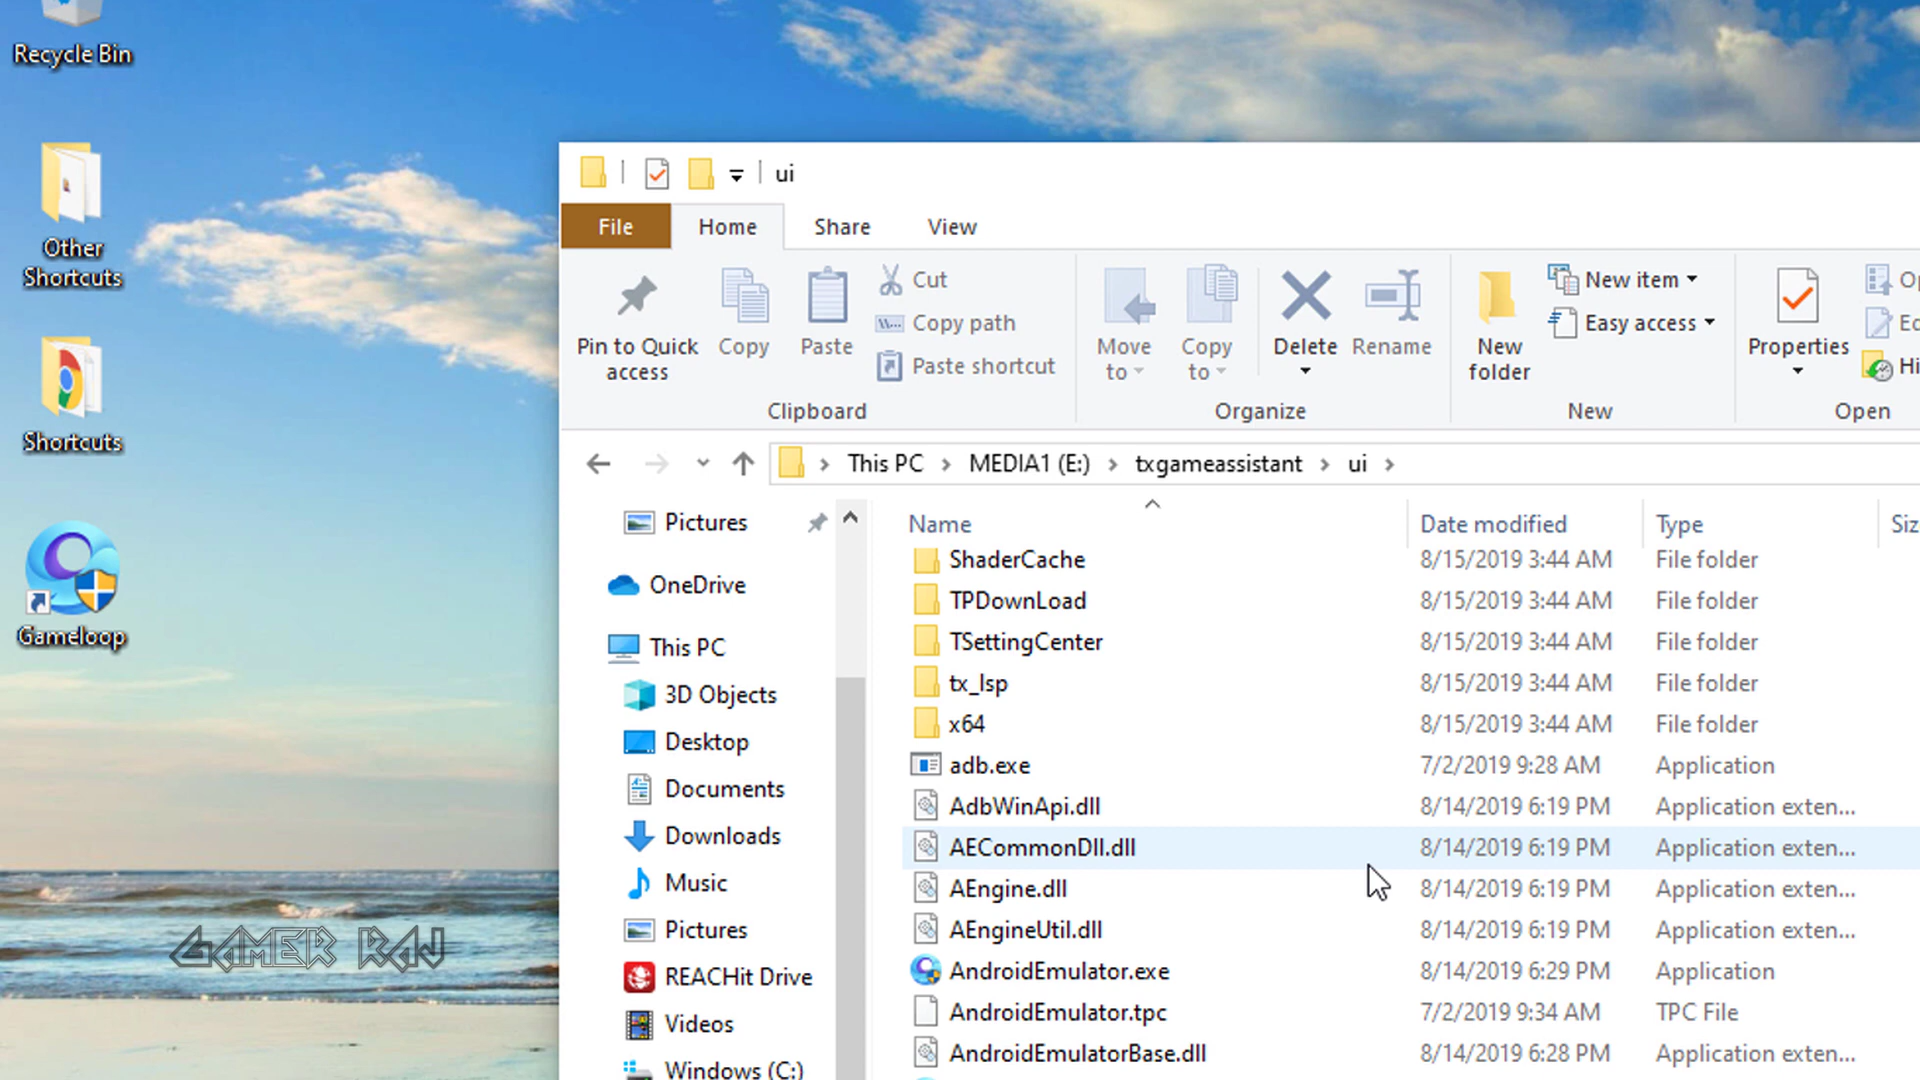 Recycle Bin
Other
Shortcuts
Shortcuts
Gameloop
GAMER RAJ
ui
File
Home
Share
View
Pin to Quick
access
Copy
Paste
Cut
Copy path
Paste shortcut
Clipboard
Move
to
Copy
to
Delete
Rename
Organize
New
folder
New item
Easy access
New
Properties
Open
This PC
MEDIA1 (E:)
txgameassistant
ui
Pictures
OneDrive
This PC
3D Objects
Desktop
Documents
Downloads
Music
Pictures
REACHit Drive
Videos
Windows (C:)
Name Date modified Type Siz
ShaderCache 8/15/2019 3:44 AM File folder
TPDownLoad 8/15/2019 3:44 AM File folder
TSettingCenter 8/15/2019 3:44 AM File folder
tx_lsp 8/15/2019 3:44 AM File folder
x64 8/15/2019 3:44 AM File folder
adb.exe 7/2/2019 9:28 AM Application
AdbWinApi.dll 8/14/2019 6:19 PM Application exten...
AECommonDll.dll 8/14/2019 6:19 PM Application exten...
AEngine.dll 8/14/2019 6:19 PM Application exten...
AEngineUtil.dll 8/14/2019 6:19 PM Application exten...
AndroidEmulator.exe 8/14/2019 6:29 PM Application
AndroidEmulator.tpc 7/2/2019 9:34 AM TPC File
AndroidEmulatorBase.dll 8/14/2019 6:28 PM Application exten...